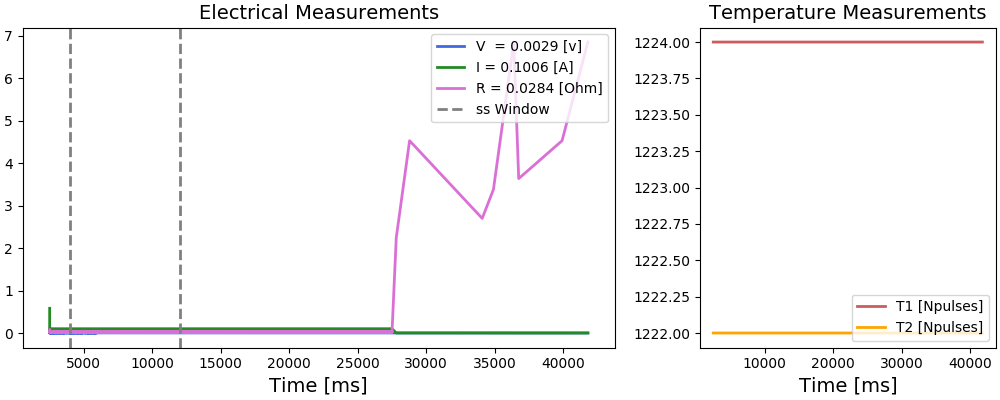 Electrical Measurements
7
6
5
4
3
2
1
0
V  = 0.0029 [v]
I = 0.1006 [A]
R = 0.0284 [Ohm]
ss Window
5000 10000 15000 20000 25000 30000 35000 40000
Time [ms]
Temperature Measurements
1224.00
1223.75
1223.50
1223.25
1223.00
1222.75
1222.50
1222.25
1222.00
T1 [Npulses]
T2 [Npulses]
10000 20000 30000 40000
Time [ms]